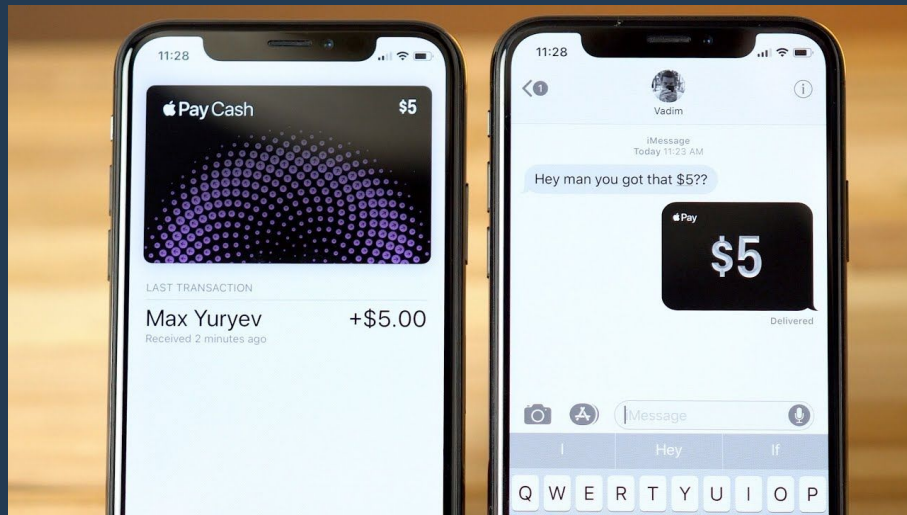 11:28
Pay Cash
$5
LAST TRANSACTION
Max Yuryev
+$5.00
Received 2 minutes ago
11:28
1
Vadim
iMessage
Today 11:23 AM
Hey man you got that $5??
Pay
$5
Delivered
iMessage
I
Hey
If
Q W E R T Y U I O P